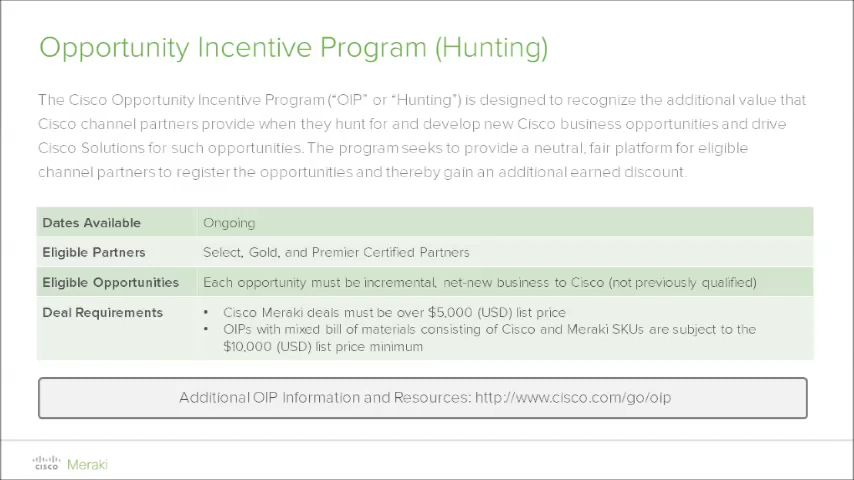 Opportunity Incentive Program (Hunting)
The Cisco Opportunity Incentive Program (“OIP” or “Hunting”) is designed to recognize the additional value that
Cisco channel partners provide when they hunt for and develop new Cisco business opportunities and drive
Cisco Solutions for such opportunities. The program seeks to provide a neutral, fair platform for eligible
channel partners to register the opportunities and thereby gain an additional earned discount.
Dates Available Ongoing
Eligible Partners Select, Gold, and Premier Certified Partners
Eligible Opportunities Each opportunity must be incremental, net-new business to Cisco (not previously qualified)
Deal Requirements • Cisco Meraki deals must be over $5,000 (USD) list price
• OIPs with mixed bill of materials consisting of Cisco and Meraki SKUs are subject to the
$10,000 (USD) list price minimum
Additional OIP Information and Resources: http://www.cisco.com/go/oip
cisco Meraki